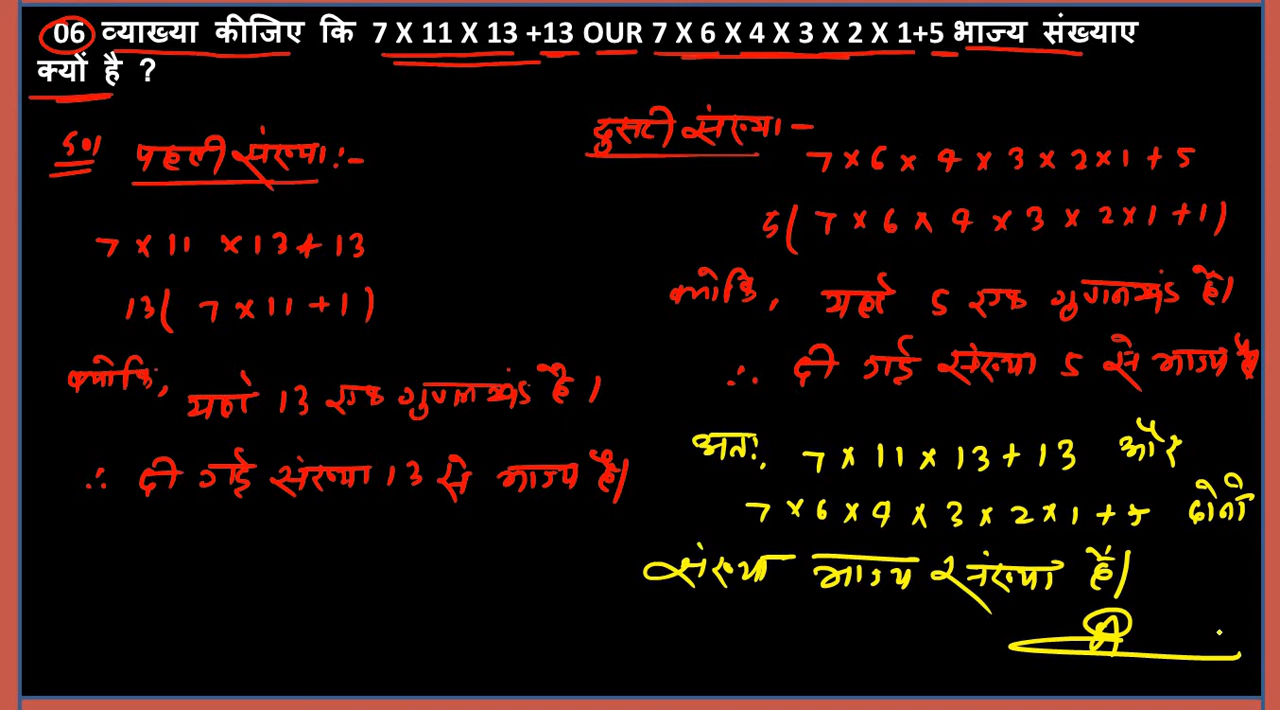 06 व्याख्या कीजिए कि 7 X 11 X 13 +13 OUR 7 X 6 X 4 X 3 X 2 X 1+5 भाज्य संख्याए
क्यों है ?
Sol पहली संख्या :-
7 × 11 × 13 + 13
13( 7 × 11 + 1)
क्योकि, यहाँ 13 एक गुणनखंड है।
∴ दी गई संख्या 13 से भाज्य है।
दुसरी संख्या -
7 × 6 × 4 × 3 × 2 × 1 + 5
5( 7 × 6 × 4 × 3 × 2 × 1 + 1)
क्योकि, यहाँ 5 एक गुणनखंड है।
∴ दी गई संख्या 5 से भाज्य है
अतः, 7 × 11 × 13 + 13 और
7 × 6 × 4 × 3 × 2 × 1 + 5 दोनो
संख्या भाज्य संख्या हैं।